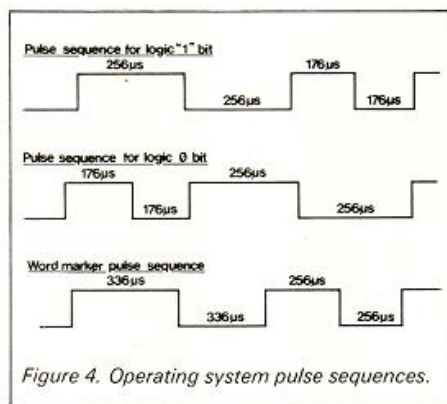 Pulse sequence for logic "1" bit
256µs 176µs
256µs 176µs
Pulse sequence for logic Ø bit
176µs 256µs
176µs 256µs
Word marker pulse sequence
336µs 256µs
336µs 256µs
Figure 4. Operating system pulse sequences.